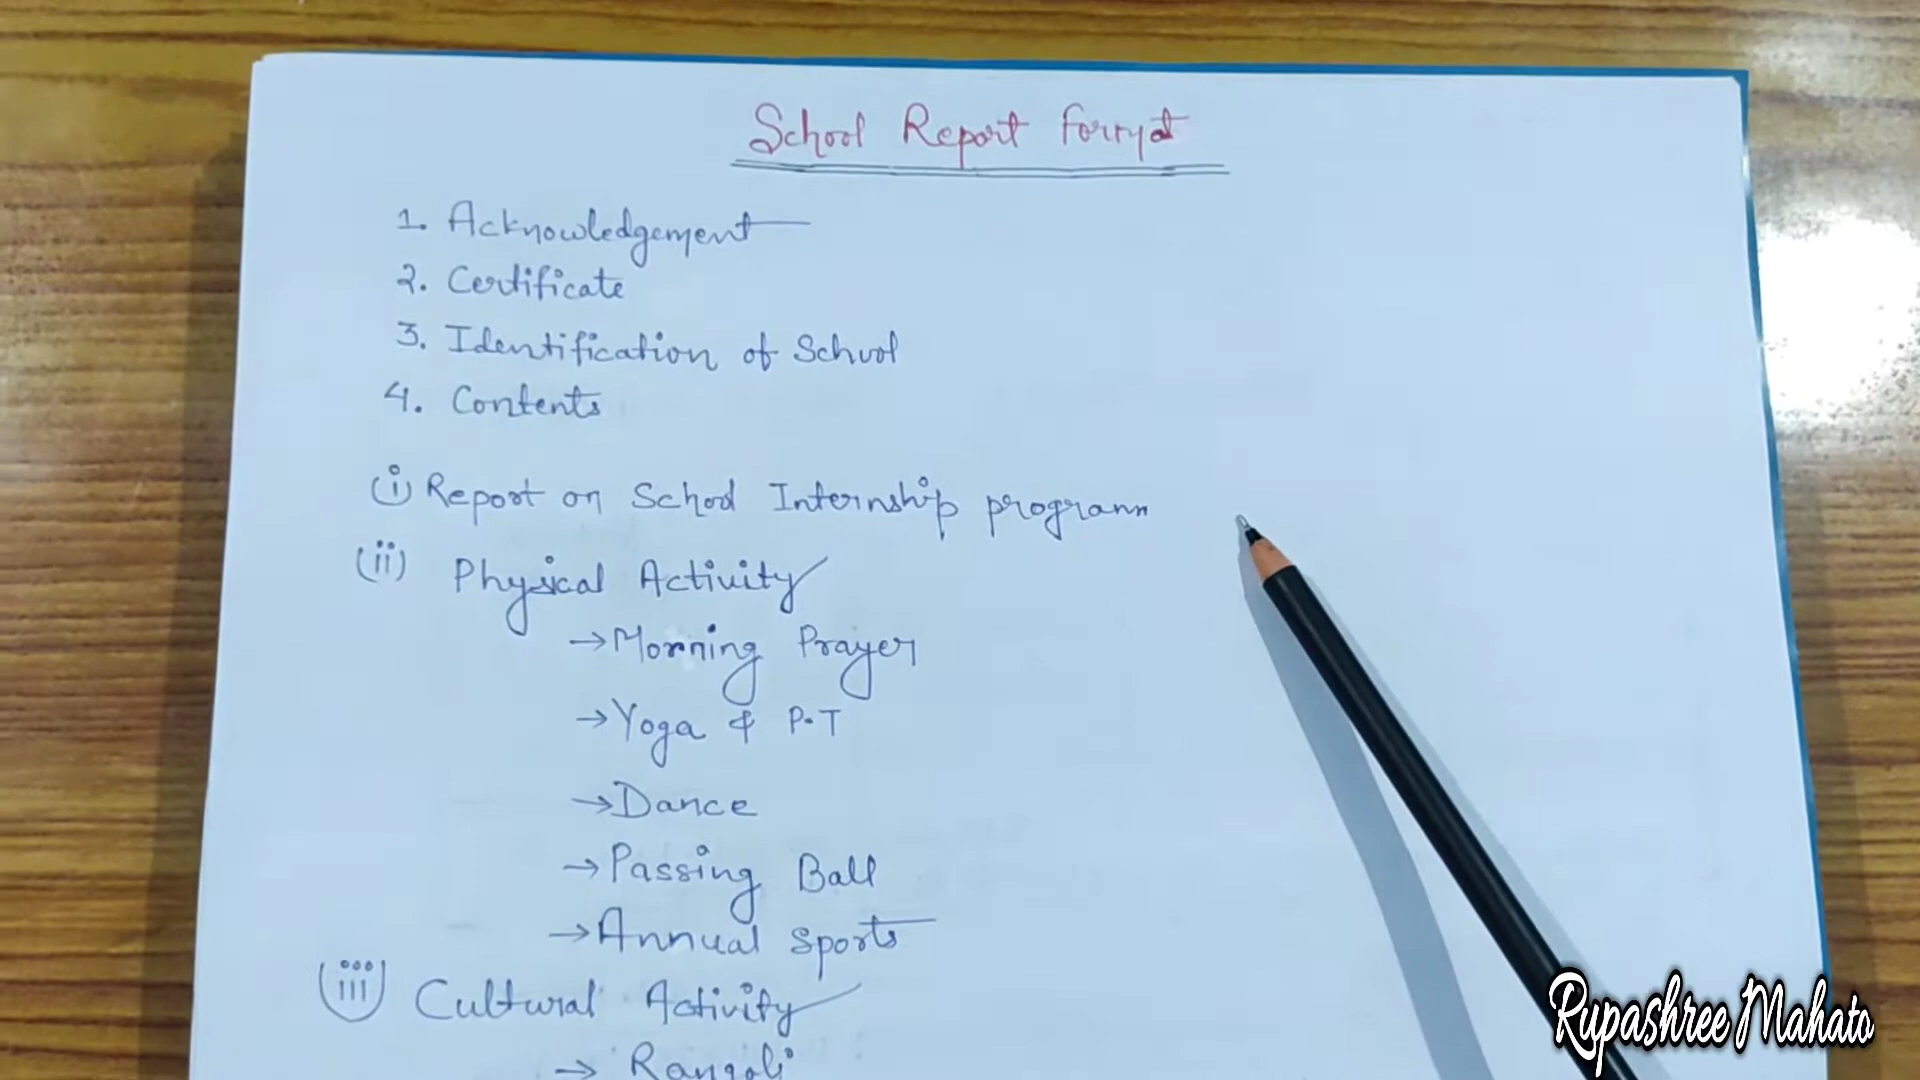 School Report Format
1. Acknowledgement
2. Certificate
3. Identification of School
4. Contents
(i) Report on School Internship programm
(ii) Physical Activity
→ Morning Prayer
→ Yoga & P.T
→ Dance
→ Passing Ball
→ Annual Sports
(iii) Cultural Activity
→ Rangoli
Rupashree Mahato